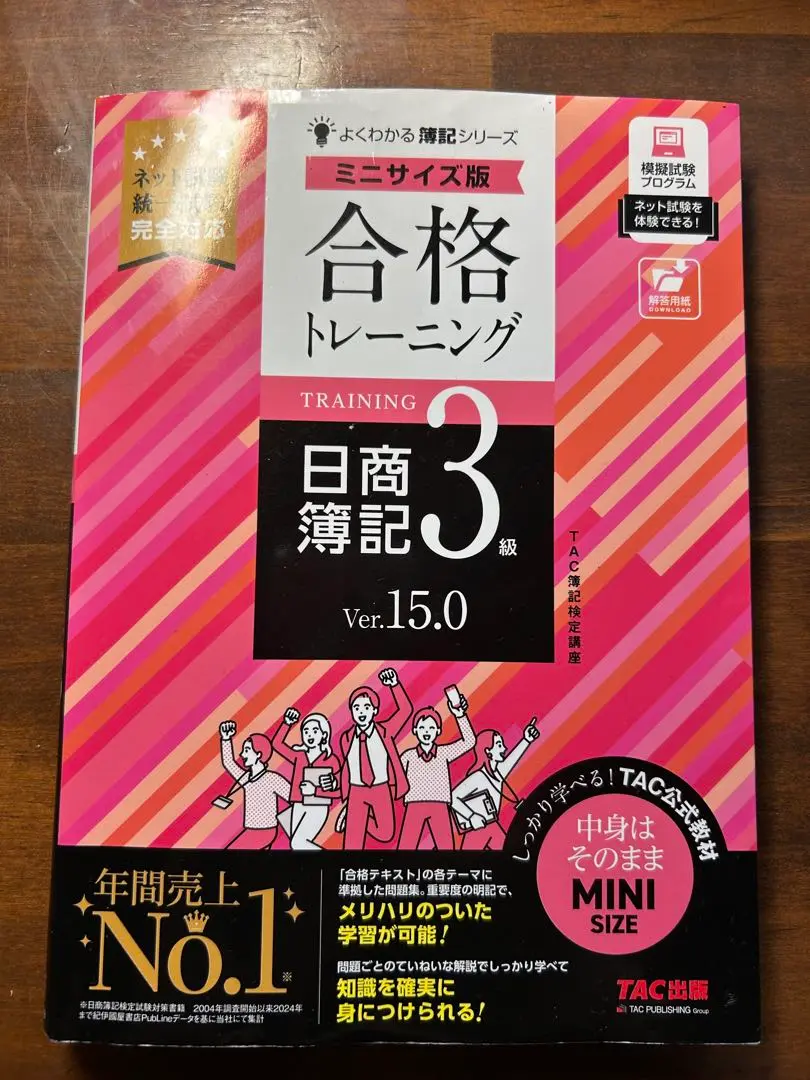 よくわかる簿記シリーズ
ミニサイズ版
合格
トレーニング
TRAINING
日商
簿記
3級
Ver.15.0
TAC簿記検定講座
ネット試験
統一試験
完全対応
模擬試験
プログラム
ネット試験を
体験できる!
解答用紙
DOWNLOAD
しっかり学べる!TAC公式教材
中身は
そのまま
MINI
SIZE
年間売上
No.1※
※日商簿記検定試験対策書籍 2004年調査開始以来2024年
まで紀伊國屋書店PubLineデータを基に当社にて集計
「合格テキスト」の各テーマに
準拠した問題集。重要度の明記で、
メリハリのついた
学習が可能!
問題ごとのていねいな解説でしっかり学べて
知識を確実に
身につけられる!
TAC出版
TAC PUBLISHING Group